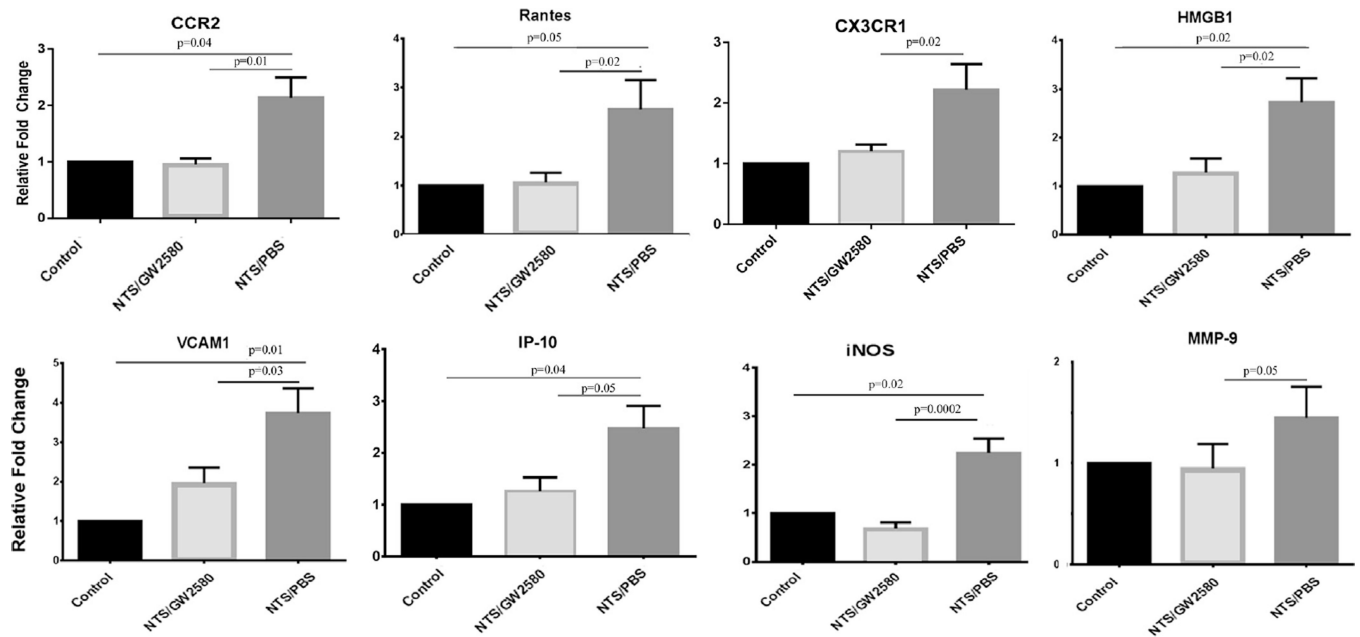 CCR2
p=0.04
p=0.01
Relative Fold Change
3
2
1
0
Control
NTS/GW2580
NTS/PBS
Rantes
p=0.05
p=0.02
4
3
2
1
0
Control
NTS/GW2580
NTS/PBS
CX3CR1
p=0.02
3
2
1
0
Control
NTS/GW2580
NTS/PBS
HMGB1
p=0.02
p=0.02
4
3
2
1
0
Control
NTS/GW2580
NTS/PBS
VCAM1
p=0.01
p=0.03
Relative Fold Change
5
4
3
2
1
0
Control
NTS/GW2580
NTS/PBS
IP-10
p=0.04
p=0.05
4
3
2
1
0
Control
NTS/GW2580
NTS/PBS
iNOS
p=0.02
p=0.0002
4
3
2
1
0
Control
NTS/GW2580
NTS/PBS
MMP-9
p=0.05
2
1
0
Control
NTS/GW2580
NTS/PBS